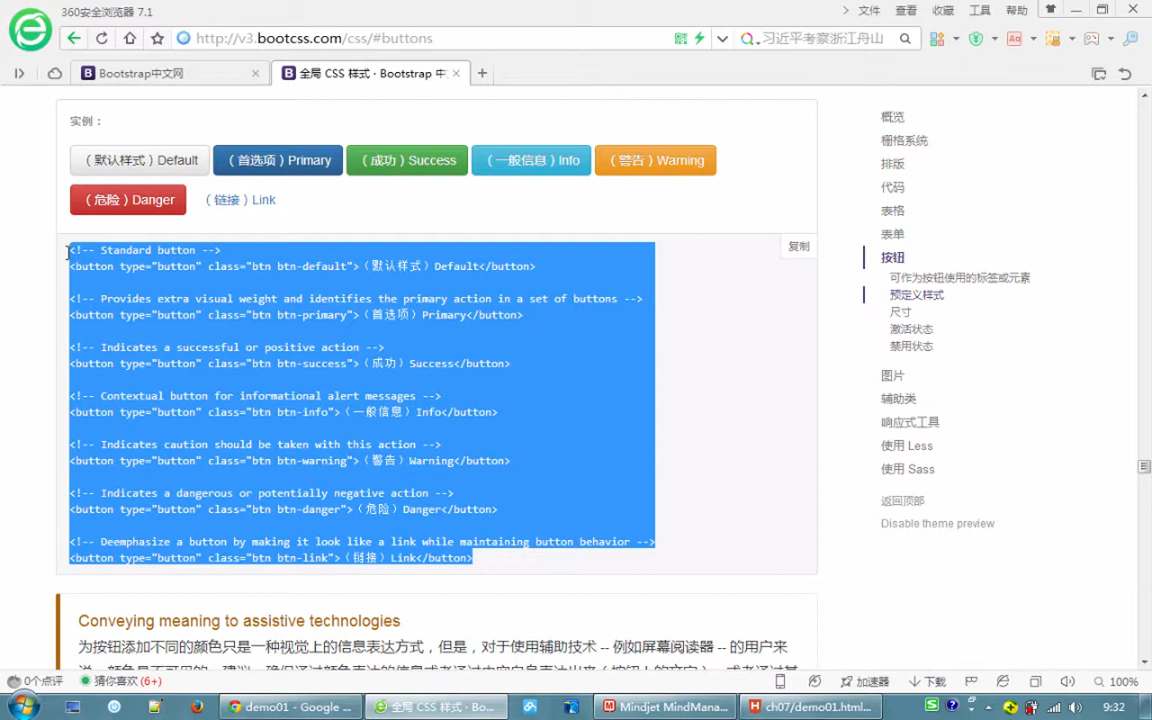 360安全浏览器 7.1
文件 查看 收藏 工具 帮助
http://v3.bootcss.com/css/#buttons
习近平考察浙江舟山
Bootstrap中文网
全局 CSS 样式 · Bootstrap 中
实例：
（默认样式）Default
（首选项）Primary
（成功）Success
（一般信息）Info
（警告）Warning
（危险）Danger
（链接）Link
复制
<!-- Standard button -->
<button type="button" class="btn btn-default">（默认样式）Default</button>
<!-- Provides extra visual weight and identifies the primary action in a set of buttons -->
<button type="button" class="btn btn-primary">（首选项）Primary</button>
<!-- Indicates a successful or positive action -->
<button type="button" class="btn btn-success">（成功）Success</button>
<!-- Contextual button for informational alert messages -->
<button type="button" class="btn btn-info">（一般信息）Info</button>
<!-- Indicates caution should be taken with this action -->
<button type="button" class="btn btn-warning">（警告）Warning</button>
<!-- Indicates a dangerous or potentially negative action -->
<button type="button" class="btn btn-danger">（危险）Danger</button>
<!-- Deemphasize a button by making it look like a link while maintaining button behavior -->
<button type="button" class="btn btn-link">（链接）Link</button>
Conveying meaning to assistive technologies
为按钮添加不同的颜色只是一种视觉上的信息表达方式，但是，对于使用辅助技术 -- 例如屏幕阅读器 -- 的用户来
概览
栅格系统
排版
代码
表格
表单
按钮
可作为按钮使用的标签或元素
预定义样式
尺寸
激活状态
禁用状态
图片
辅助类
响应式工具
使用 Less
使用 Sass
返回顶部
Disable theme preview
0个点评
猜你喜欢 (6+)
加速器
下载
100%
demo01 - Google ...
全局 CSS 样式 · Bo...
Mindjet MindMana...
ch07/demo01.html...
9:32